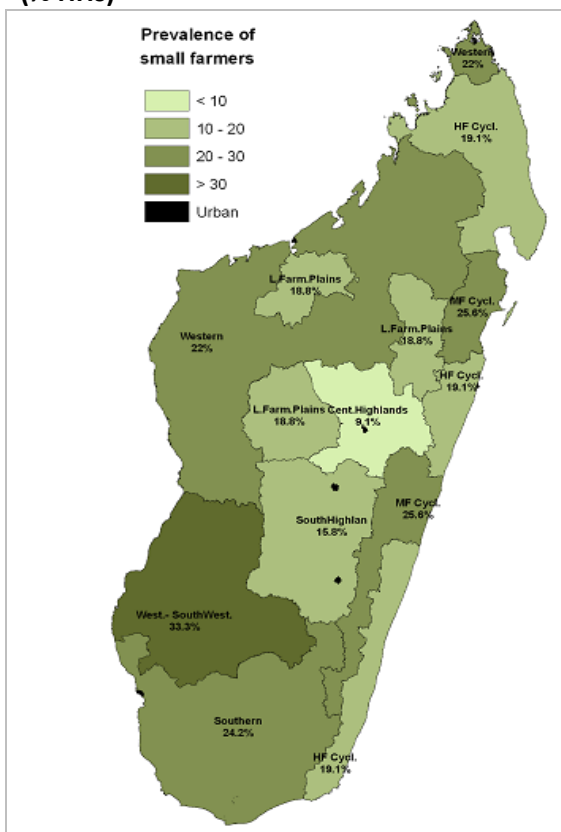 Prevalence of
small farmers
< 10
10 - 20
20 - 30
> 30
Urban
Western
22%
HF Cycl.
19.1%
L.Farm.Plains
18.8%
MF Cycl.
25.6%
L.Farm.Plains
18.8%
Western
22%
HF Cycl.
19.1%
L.Farm.Plains
18.8%
Cent.Highlands
9.1%
MF Cycl.
25.6%
SouthHighlan
15.8%
West.- SouthWest.
33.3%
Southern
24.2%
HF Cycl.
19.1%